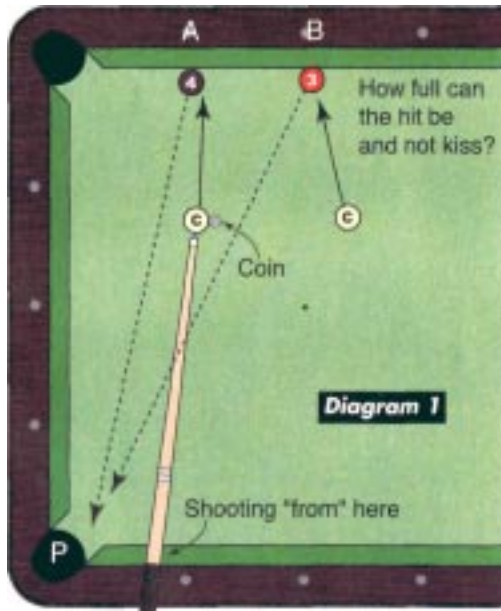 A B
4 3
How full can
the hit be
and not kiss?
C C
Coin
Diagram 1
Shooting "from" here
P